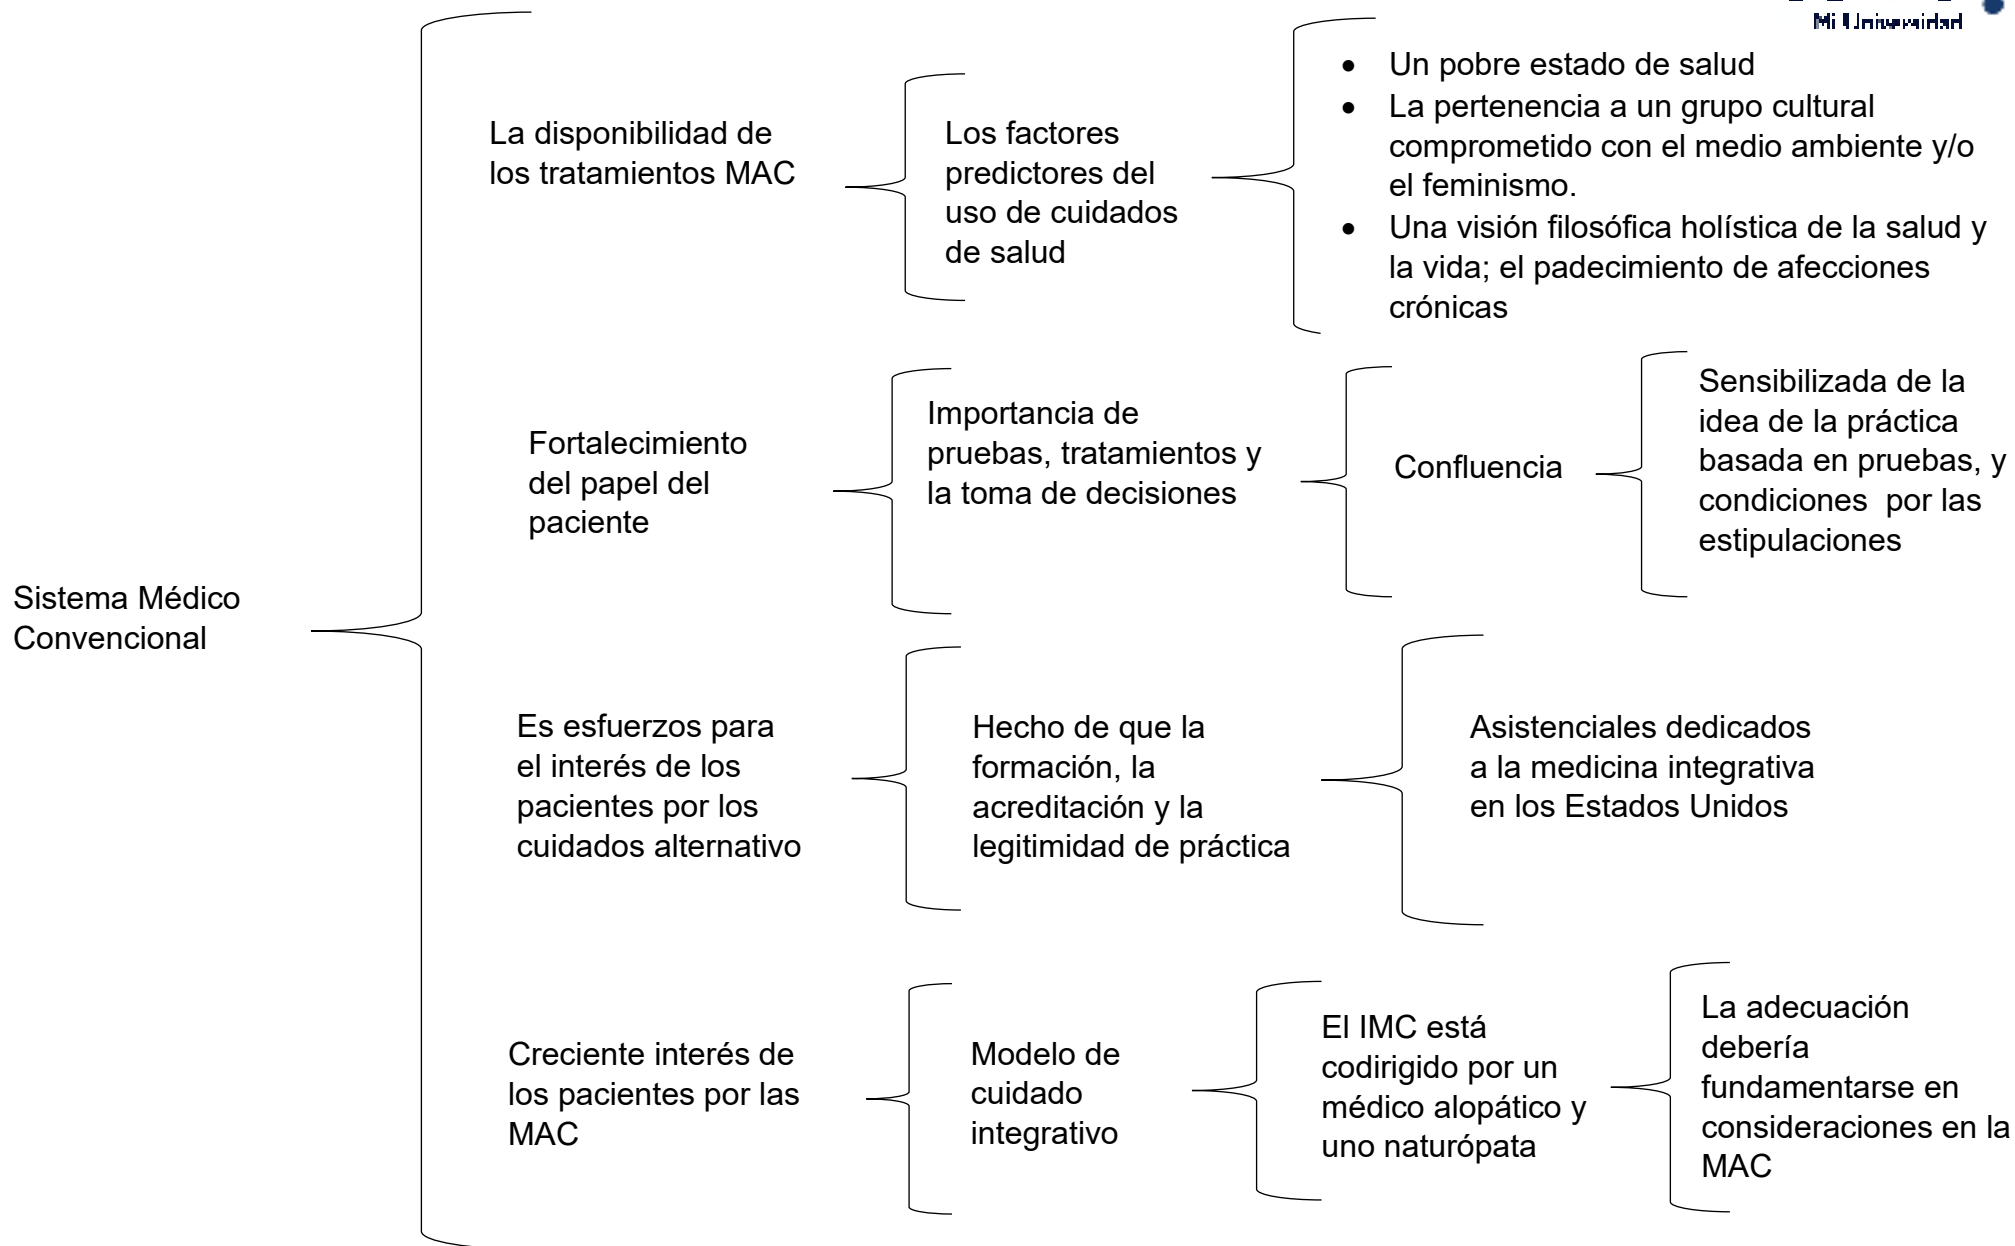 Mi Universidad
Sistema Médico
Convencional
La disponibilidad de
los tratamientos MAC
Los factores
predictores del
uso de cuidados
de salud
• Un pobre estado de salud
• La pertenencia a un grupo cultural
comprometido con el medio ambiente y/o
el feminismo.
• Una visión filosófica holística de la salud y
la vida; el padecimiento de afecciones
crónicas
Fortalecimiento
del papel del
paciente
Importancia de
pruebas, tratamientos y
la toma de decisiones
Confluencia
Sensibilizada de la
idea de la práctica
basada en pruebas, y
condiciones por las
estipulaciones
Es esfuerzos para
el interés de los
pacientes por los
cuidados alternativo
Hecho de que la
formación, la
acreditación y la
legitimidad de práctica
Asistenciales dedicados
a la medicina integrativa
en los Estados Unidos
Creciente interés de
los pacientes por las
MAC
Modelo de
cuidado
integrativo
El IMC está
codirigido por un
médico alopático y
uno naturópata
La adecuación
debería
fundamentarse en
consideraciones en la
MAC